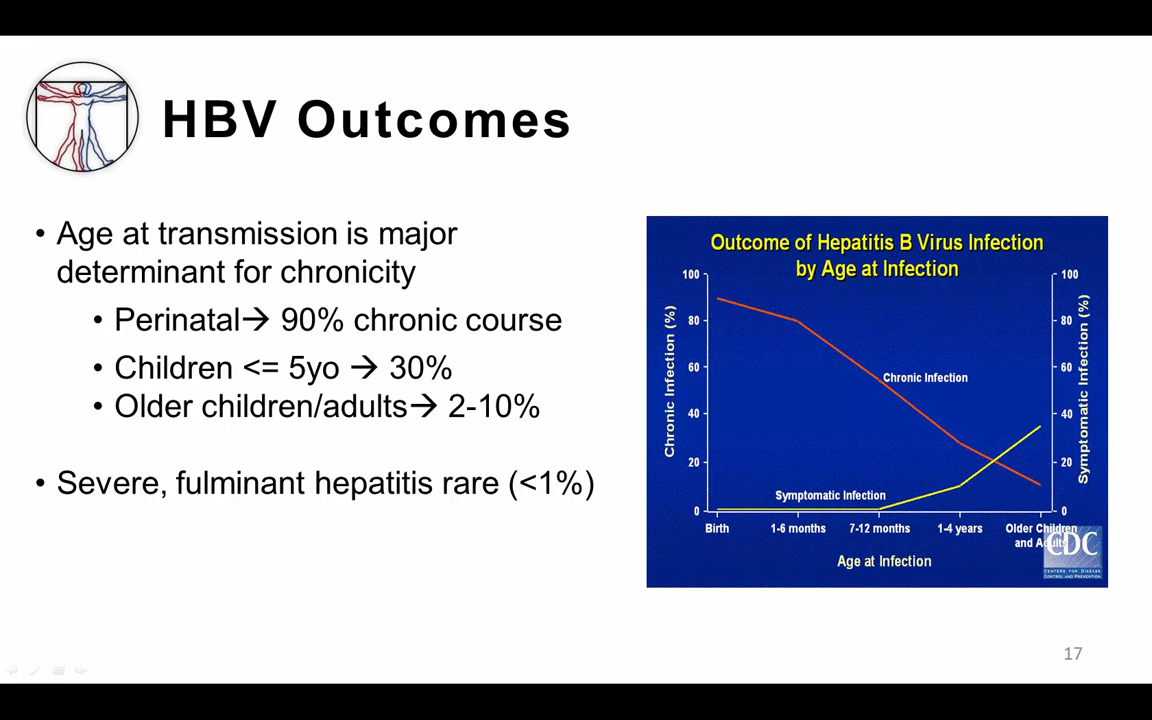 HBV Outcomes
• Age at transmission is major
determinant for chronicity
• Perinatal→ 90% chronic course
• Children <= 5yo → 30%
• Older children/adults→ 2-10%
• Severe, fulminant hepatitis rare (<1%)
Outcome of Hepatitis B Virus Infection
by Age at Infection
Chronic Infection (%)
100
80
60
40
20
0
Chronic Infection
Symptomatic Infection
100
80
60
40
20
0
Symptomatic Infection (%)
Birth
1-6 months
7-12 months
1-4 years
Older Children
and Adults
Age at Infection
CDC
CENTERS FOR DISEASE
CONTROL AND PREVENTION
17